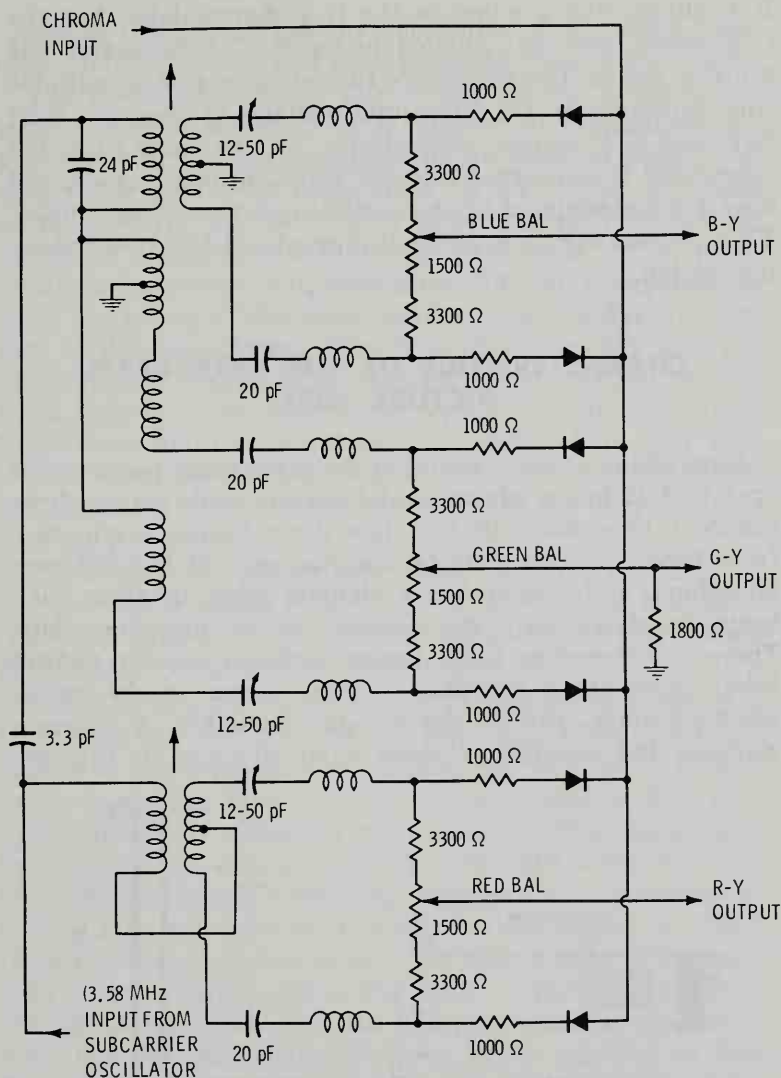 CHROMA
INPUT
1000 Ω
12-50 pF
24 pF
3300 Ω
BLUE BAL
B-Y
OUTPUT
1500 Ω
3300 Ω
20 pF
1000 Ω
1000 Ω
20 pF
3300 Ω
GREEN BAL
G-Y
OUTPUT
1500 Ω
1800 Ω
3300 Ω
12-50 pF
1000 Ω
3.3 pF
1000 Ω
12-50 pF
3300 Ω
RED BAL
R-Y
OUTPUT
1500 Ω
3300 Ω
(3.58 MHz
INPUT FROM
SUBCARRIER
OSCILLATOR
20 pF
1000 Ω